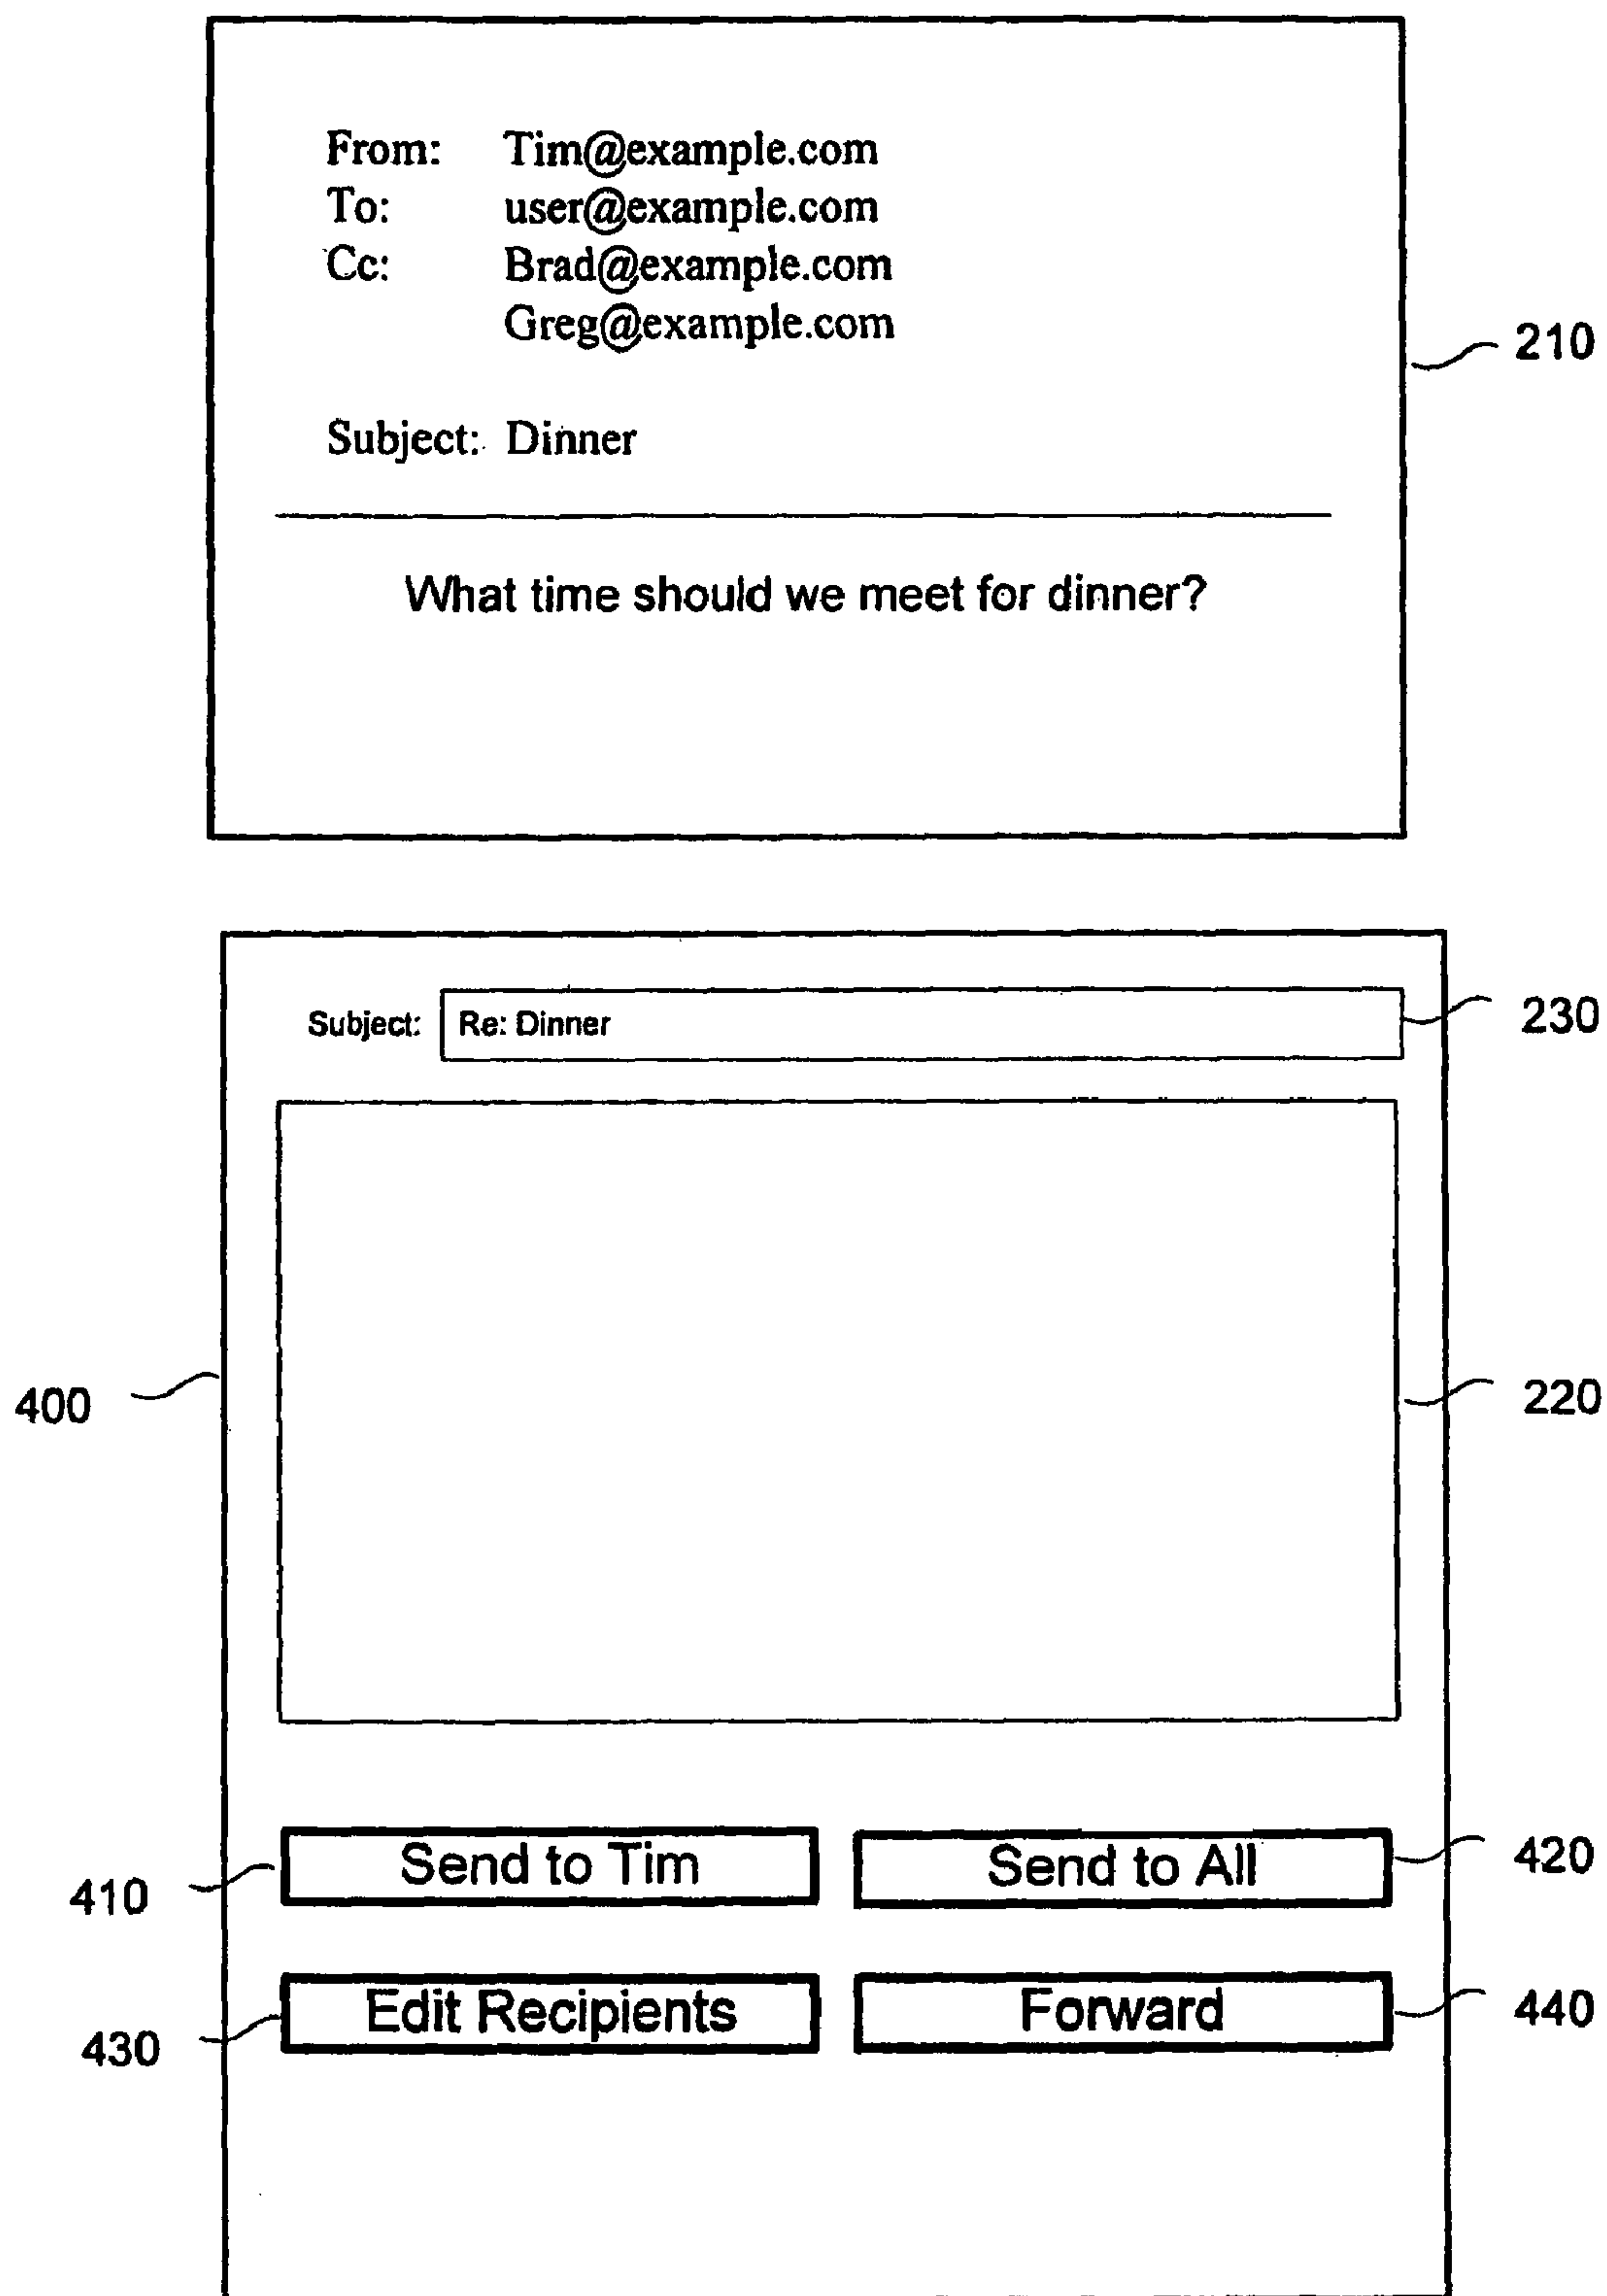 From: Tim@example.com
To: user@example.com
Cc: Brad@example.com
Greg@example.com
210
Subject: Dinner
What time should we meet for dinner?
Subject: Re: Dinner
230
400
220
Send to Tim
Send to All
420
410
Edit Recipients
Forward
440
430